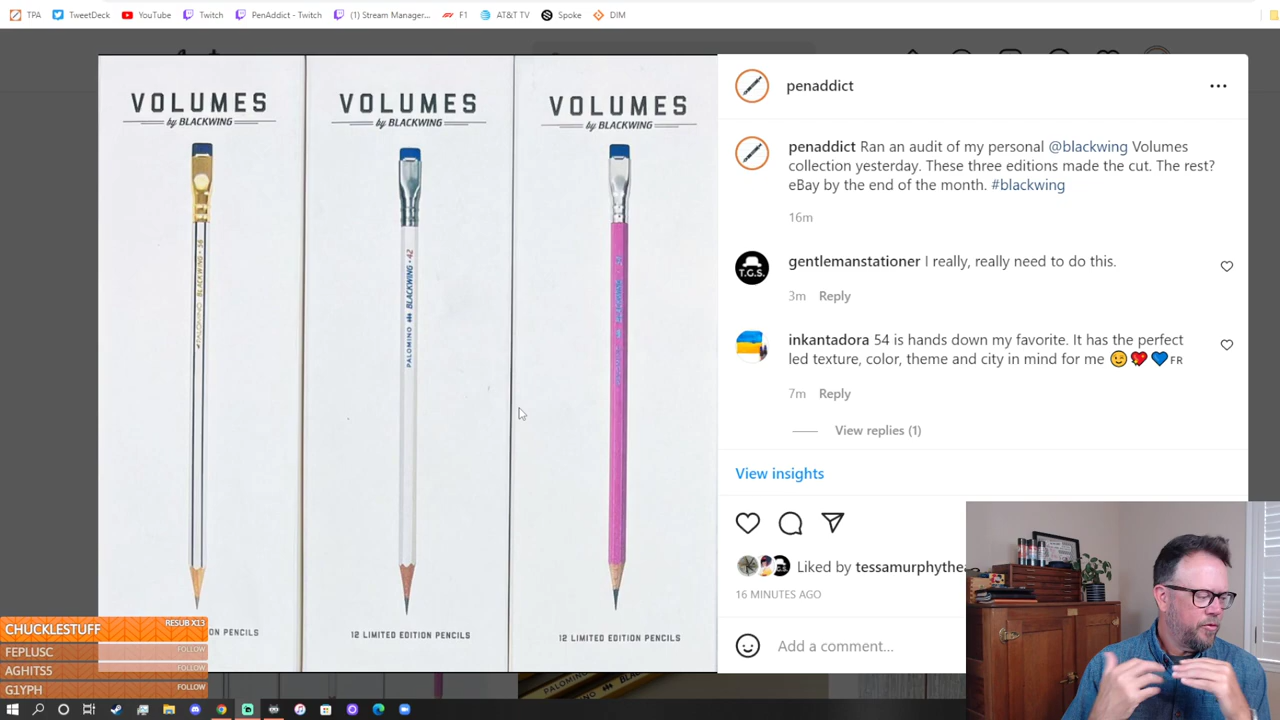 TPA TweetDeck YouTube Twitch PenAddict - Twitch (1) Stream Manager... F1 AT&T TV Spoke DIM
VOLUMES
by BLACKWING
VOLUMES
by BLACKWING
VOLUMES
by BLACKWING
PALOMINO BLACKWING
PALOMINO BLACKWING · 42
ON PENCILS
12 LIMITED EDITION PENCILS
12 LIMITED EDITION PENCILS
penaddict
penaddict Ran an audit of my personal @blackwing Volumes
collection yesterday. These three editions made the cut. The rest?
eBay by the end of the month. #blackwing
16m
gentlemanstationer I really, really need to do this.
T.G.S.
3m Reply
inkantadora 54 is hands down my favorite. It has the perfect
led texture, color, theme and city in mind for me 😉💖💙FR
7m Reply
View replies (1)
View insights
Liked by tessamurphythe
16 MINUTES AGO
Add a comment...
CHUCKLESTUFF RESUB X13
FEPLUSC FOLLOW
AGHITS5 FOLLOW
G1YPH FOLLOW